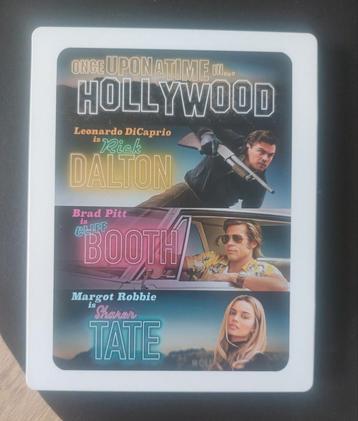 ONCE UPON A TIME IN...
HOLLYWOOD
Leonardo DiCaprio
is Rick
DALTON
Brad Pitt
is CLIFF
BOOTH
Margot Robbie
is Sharon
TATE